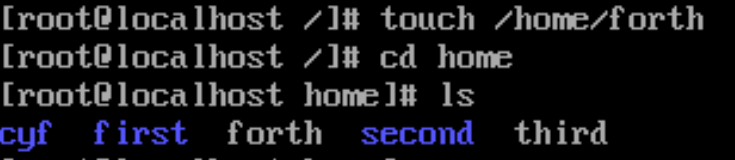 [root@localhost /]# touch /home/forth
[root@localhost /]# cd home
[root@localhost home]# ls
cyf first forth second third